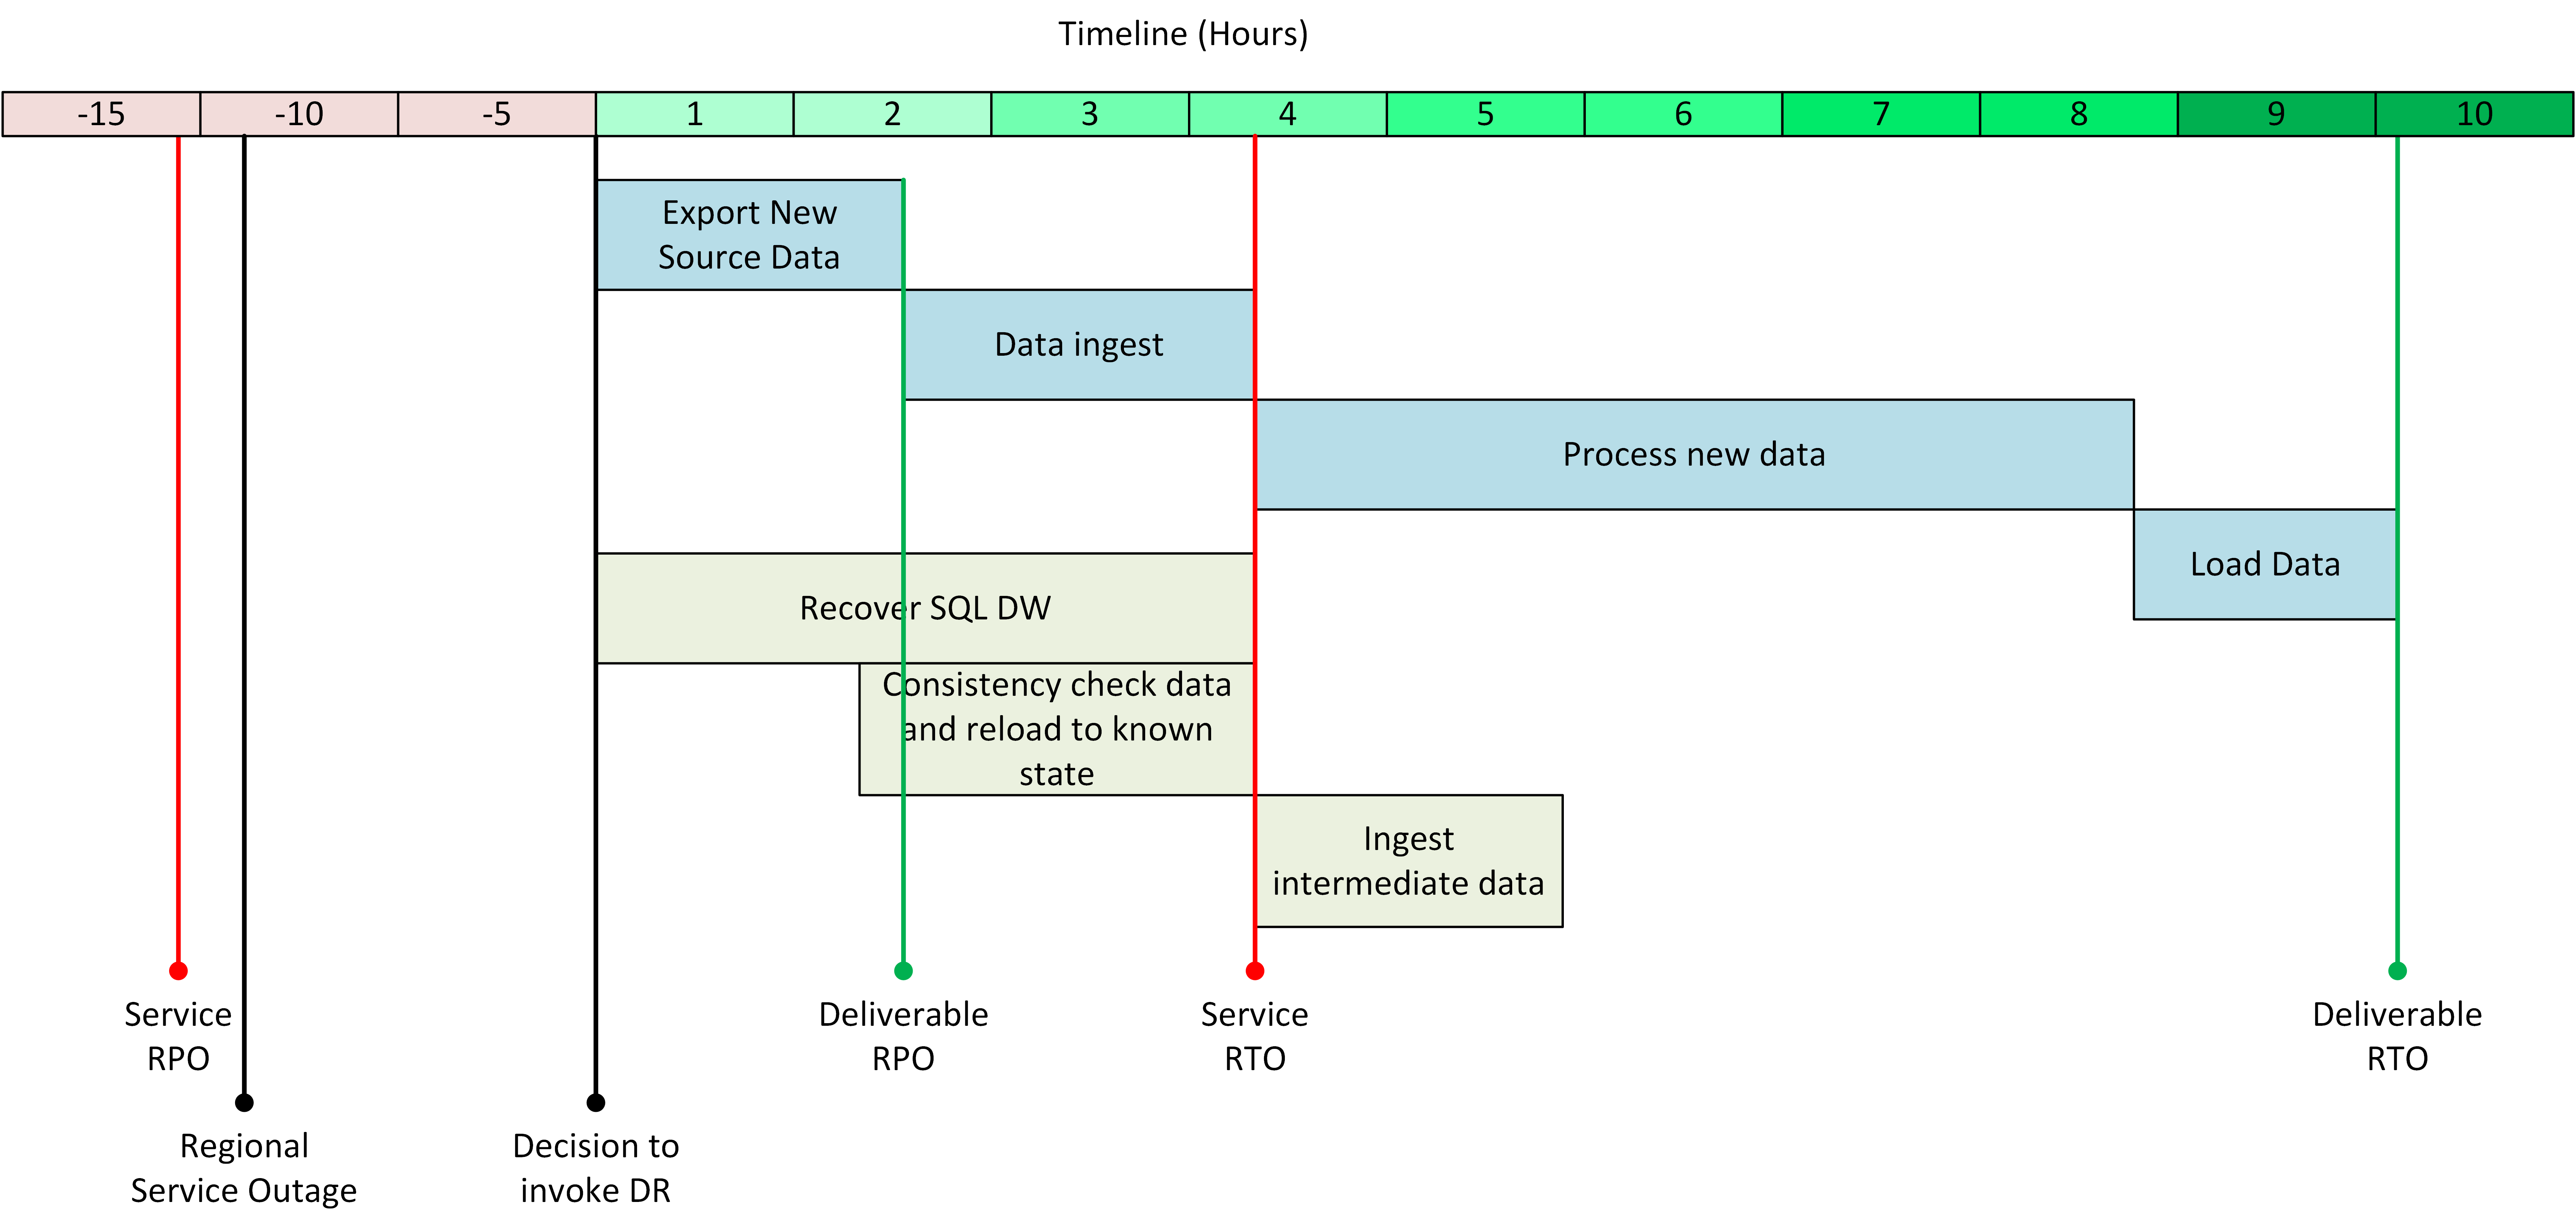 Timeline (Hours)
-15 -10 -5 1 2 3 4 5 6 7 8 9 10
Export New
Source Data
Data ingest
Process new data
Load Data
Recover SQL DW
Consistency check data
and reload to known
state
Ingest
intermediate data
Service
RPO
Deliverable
RPO
Service
RTO
Deliverable
RTO
Regional
Service Outage
Decision to
invoke DR